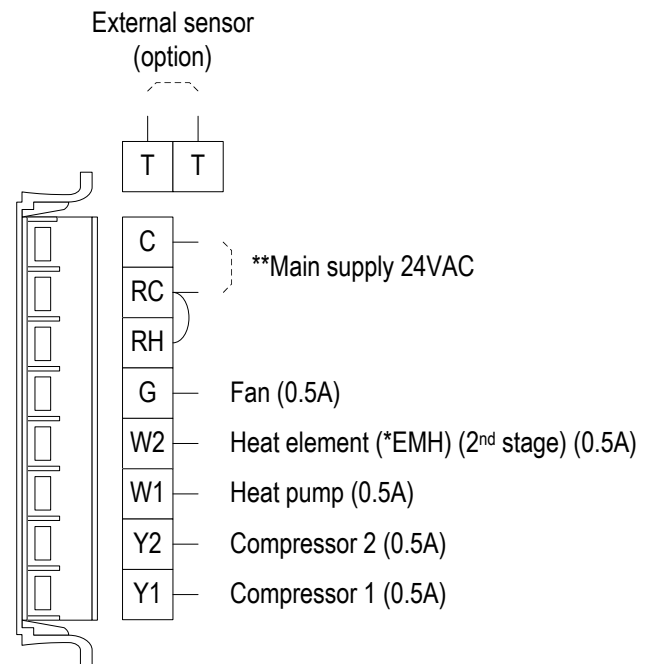 External sensor
(option)
T T
C
**Main supply 24VAC
RC
RH
G Fan (0.5A)
W2 Heat element (*EMH) (2nd stage) (0.5A)
W1 Heat pump (0.5A)
Y2 Compressor 2 (0.5A)
Y1 Compressor 1 (0.5A)